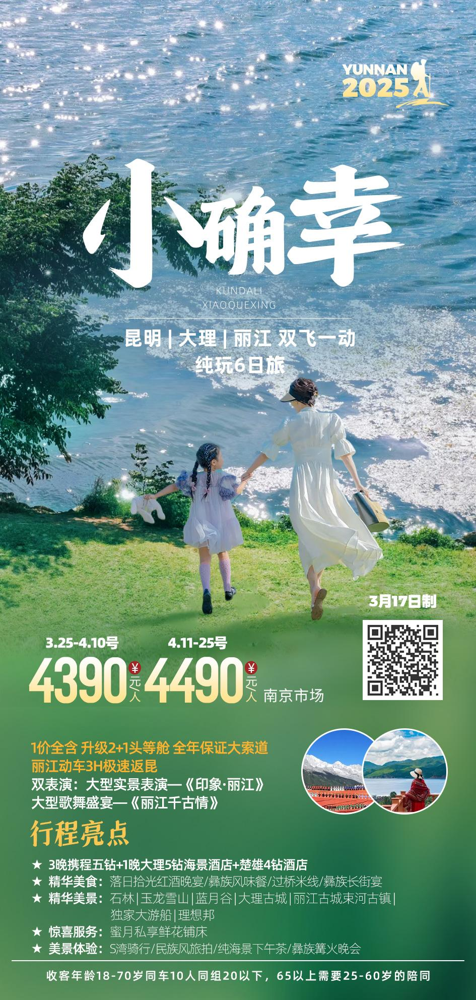 YUNNAN
2025
小确幸
KUNDALI
XIAOQUEXING
昆明 | 大理 | 丽江 双飞一动
纯玩6日旅
3月17日制
3.25-4.10号
4390¥元/人
4.11-25号
4490¥元/人
南京市场
1价全含 升级2+1头等舱 全年保证大索道
丽江动车3H极速返昆
双表演：大型实景表演—《印象·丽江》
大型歌舞盛宴—《丽江千古情》
行程亮点
★ 3晚携程五钻+1晚大理5钻海景酒店+楚雄4钻酒店
★ 精华美食：落日拾光红酒晚宴/彝族风味餐/过桥米线/彝族长街宴
★ 精华美景：石林|玉龙雪山|蓝月谷|大理古城|丽江古城束河古镇|
独家大游船|理想邦
★ 惊喜服务：蜜月私享鲜花铺床
★ 美景体验：S湾骑行/民族风旅拍/纯海景下午茶/彝族篝火晚会
收客年龄18-70岁同车10人同组20以下，65以上需要25-60岁的陪同